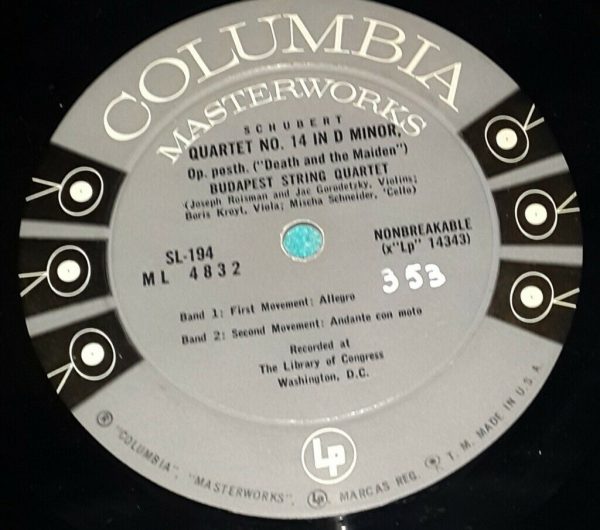 COLUMBIA
MASTERWORKS
SCHUBERT
QUARTET NO. 14 IN D MINOR,
Op. posth. ("Death and the Maiden")
BUDAPEST STRING QUARTET
(Joseph Roisman and Jac Gorodetzky, Violins;
Boris Kroyt, Viola; Mischa Schneider, 'Cello)
SL-194
ML 4832
NONBREAKABLE
(x"Lp" 14343)
353
Band 1: First Movement: Allegro
Band 2: Second Movement: Andante con moto
Recorded at
The Library of Congress
Washington, D.C.
Lp
® "COLUMBIA", "MASTERWORKS", Lp MARCAS REG. T. M. MADE IN U.S.A.